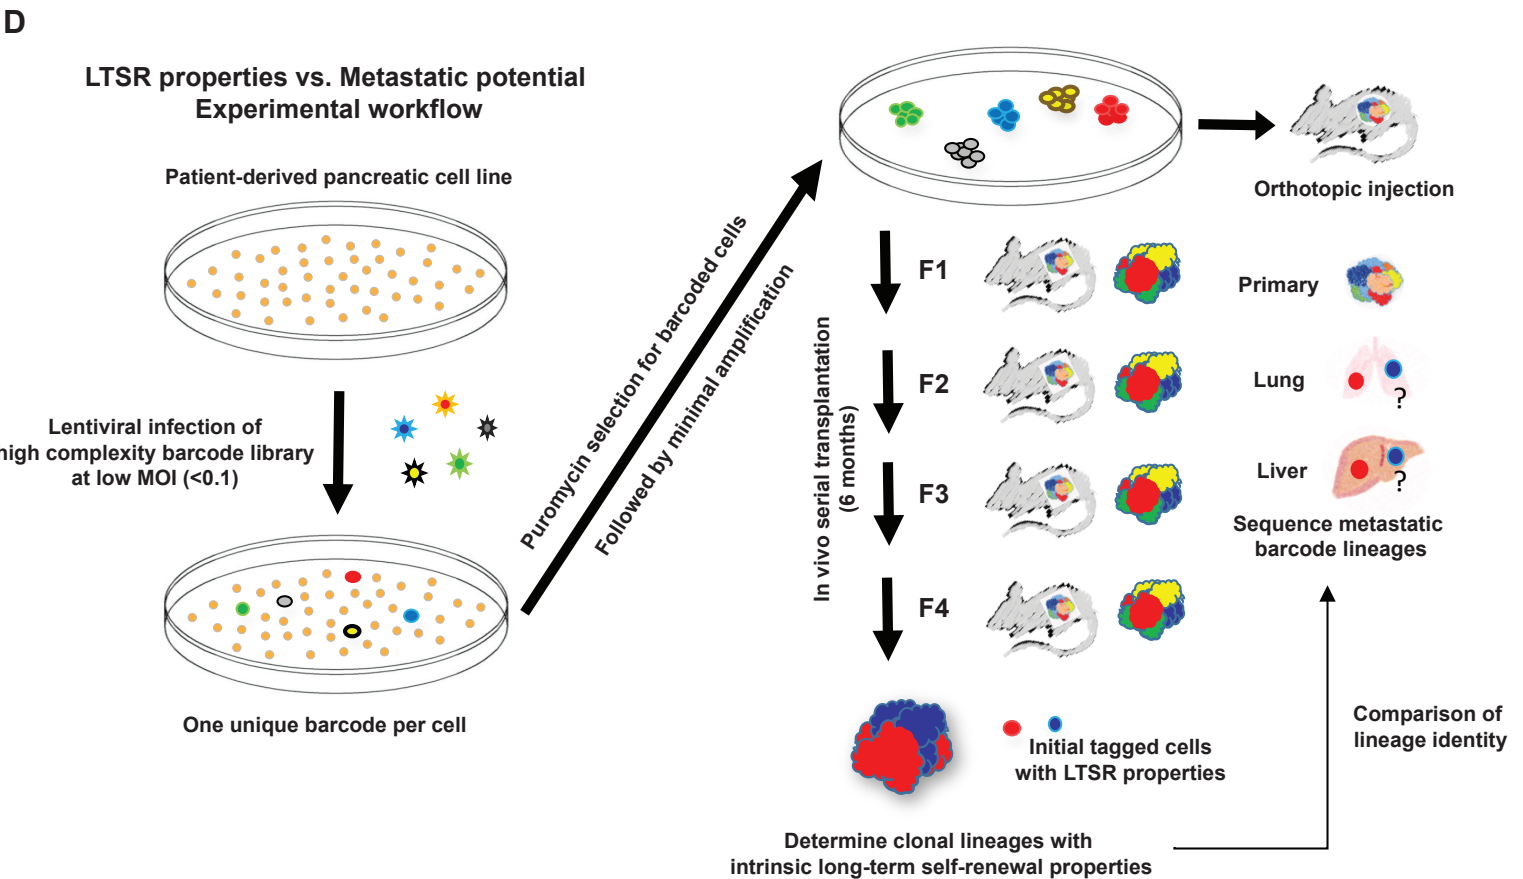 D
LTSR properties vs. Metastatic potential
Experimental workflow
Patient-derived pancreatic cell line
Lentiviral infection of
high complexity barcode library
at low MOI (<0.1)
One unique barcode per cell
Puromycin selection for barcoded cells
Followed by minimal amplification
Orthotopic injection
In vivo serial transplantation
(6 months)
F1
F2
F3
F4
Primary
Lung
?
Liver
?
Sequence metastatic
barcode lineages
Initial tagged cells
with LTSR properties
Comparison of
lineage identity
Determine clonal lineages with
intrinsic long-term self-renewal properties